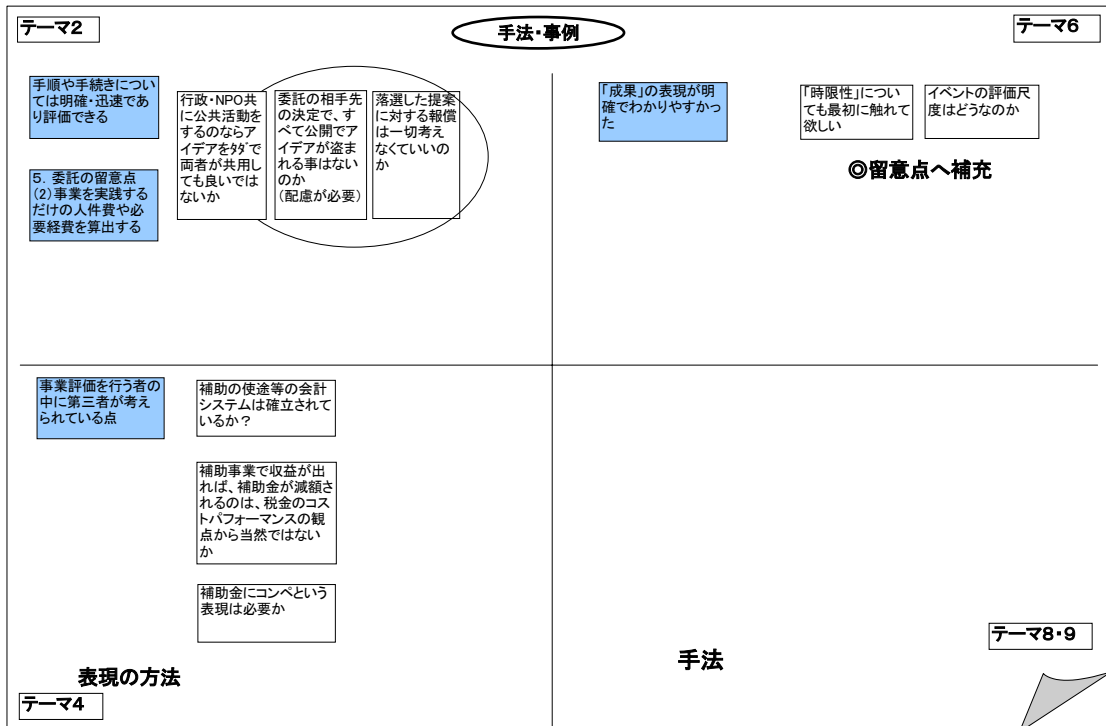 テーマ2
手法・事例
テーマ6
手順や手続きについ
ては明確・迅速であ
り評価できる
5．委託の留意点
(2)事業を実践する
だけの人件費や必
要経費を算出する
行政・NPO共
に公共活動を
するのならア
イデアをﾀﾀﾞで
両者が共用し
ても良いでは
ないか
委託の相手先
の決定で、す
べて公開でア
イデアが盗ま
れる事はない
のか
(配慮が必要)
落選した提案
に対する報償
は一切考え
なくていいの
か
「成果」の表現が明
確でわかりやすかっ
た
「時限性」につい
ても最初に触れて
欲しい
イベントの評価尺
度はどうなのか
◎留意点へ補充
事業評価を行う者の
中に第三者が考え
られている点
補助の使途等の会計
システムは確立されて
いるか？
補助事業で収益が出
れば、補助金が減額さ
れるのは、税金のコス
トパフォーマンスの観
点から当然ではない
か
補助金にコンペという
表現は必要か
表現の方法
テーマ4
手法
テーマ8・9